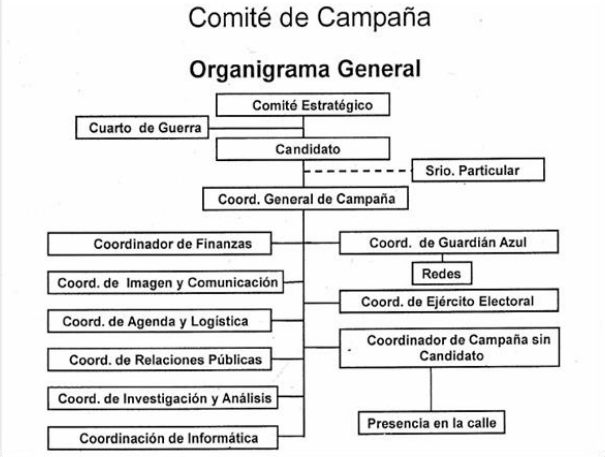 Comité de Campaña
Organigrama General
Comité Estratégico
Cuarto de Guerra
Candidato
Srio. Particular
Coord. General de Campaña
Coordinador de Finanzas
Coord. de Guardián Azul
Redes
Coord. de Imagen y Comunicación
Coord. de Ejército Electoral
Coord. de Agenda y Logística
Coordinador de Campaña sin
Candidato
Coord. de Relaciones Públicas
Coord. de Investigación y Análisis
Presencia en la calle
Coordinación de Informática